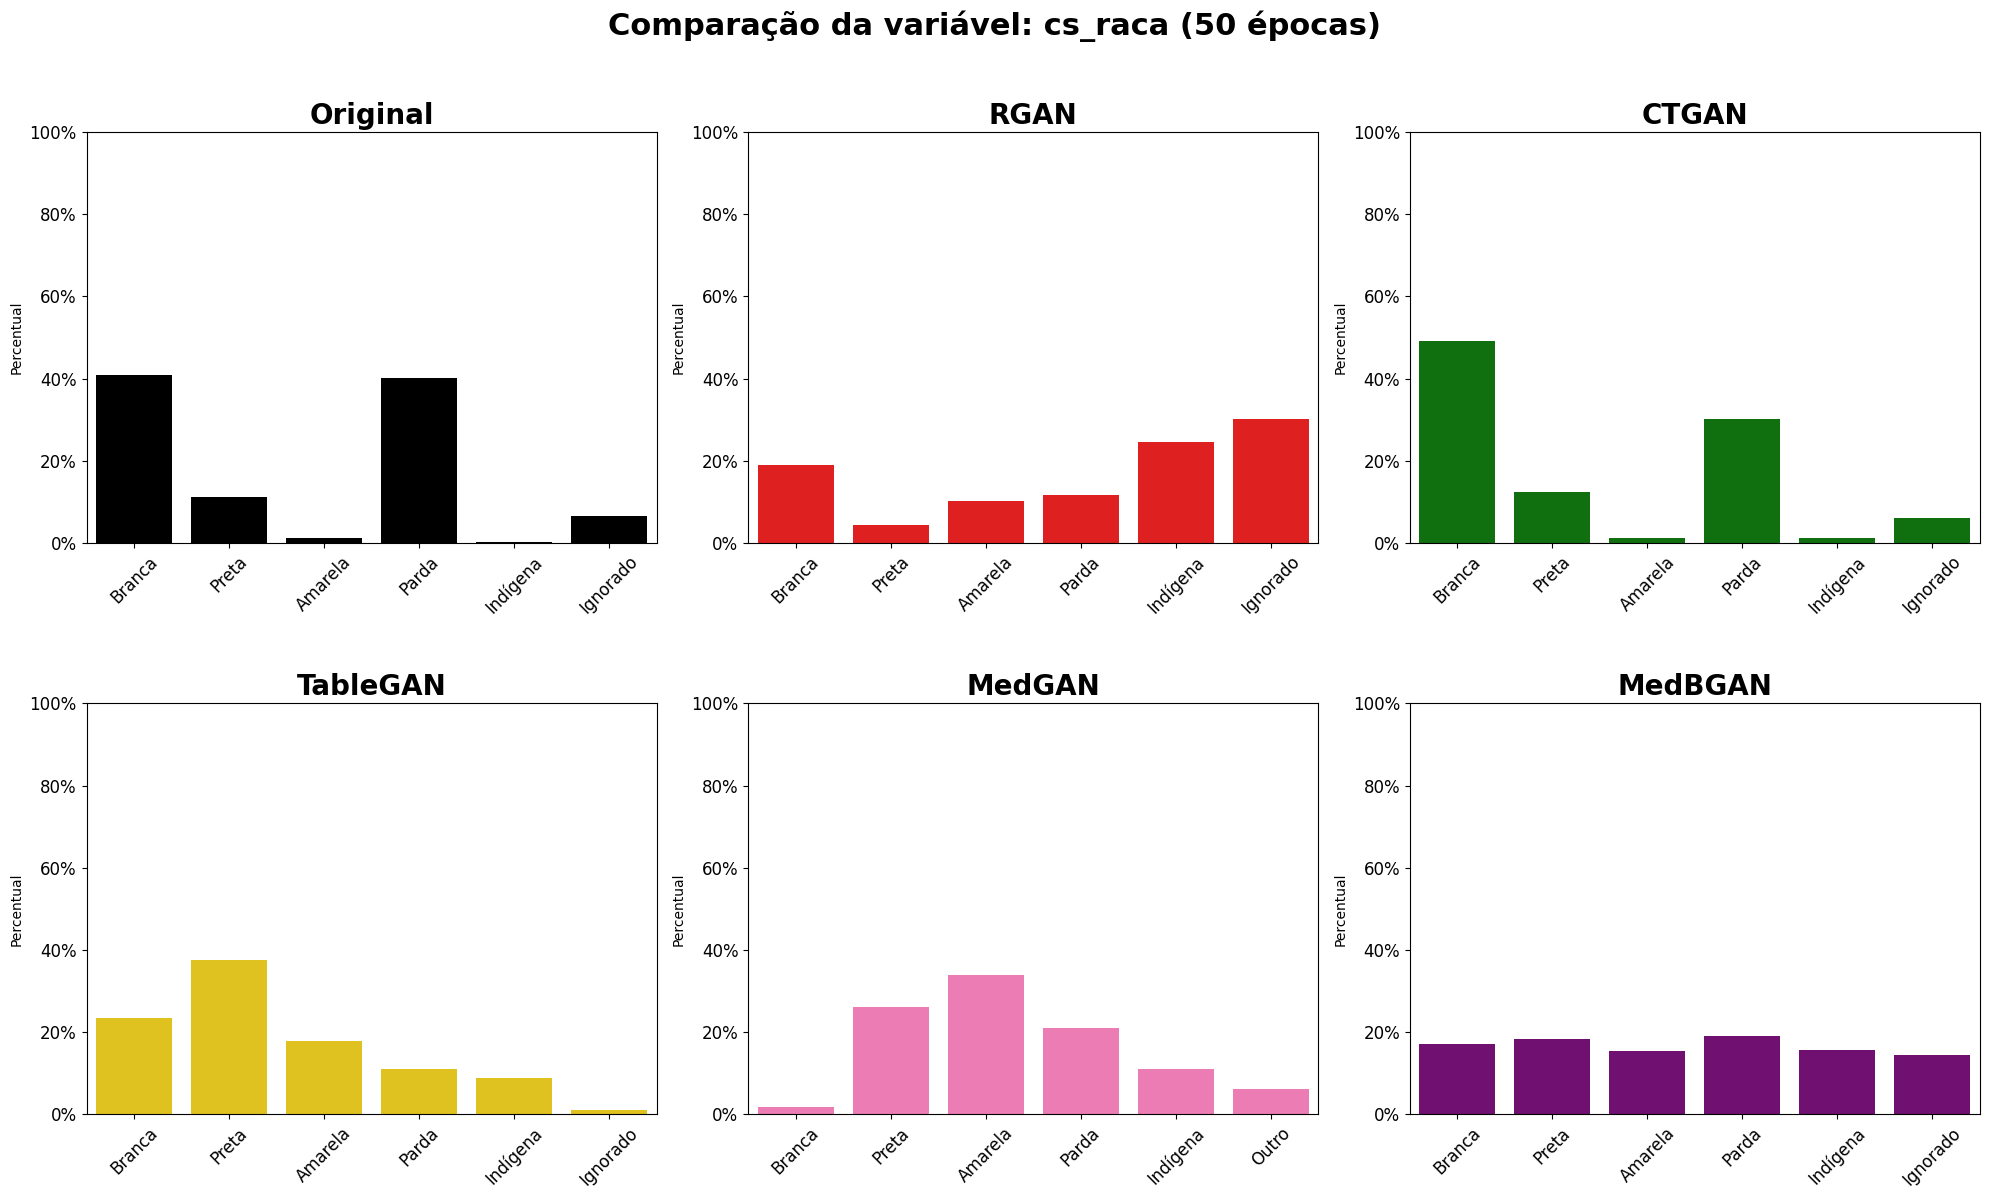 Comparação da variável: cs_raca (50 épocas)
Original
100%
80%
60%
40%
20%
0%
Percentual
Branca
Preta
Amarela
Parda
Indígena
Ignorado
RGAN
100%
80%
60%
40%
20%
0%
Percentual
Branca
Preta
Amarela
Parda
Indígena
Ignorado
CTGAN
100%
80%
60%
40%
20%
0%
Percentual
Branca
Preta
Amarela
Parda
Indígena
Ignorado
TableGAN
100%
80%
60%
40%
20%
0%
Percentual
Branca
Preta
Amarela
Parda
Indígena
Ignorado
MedGAN
100%
80%
60%
40%
20%
0%
Percentual
Branca
Preta
Amarela
Parda
Indígena
Outro
MedBGAN
100%
80%
60%
40%
20%
0%
Percentual
Branca
Preta
Amarela
Parda
Indígena
Ignorado